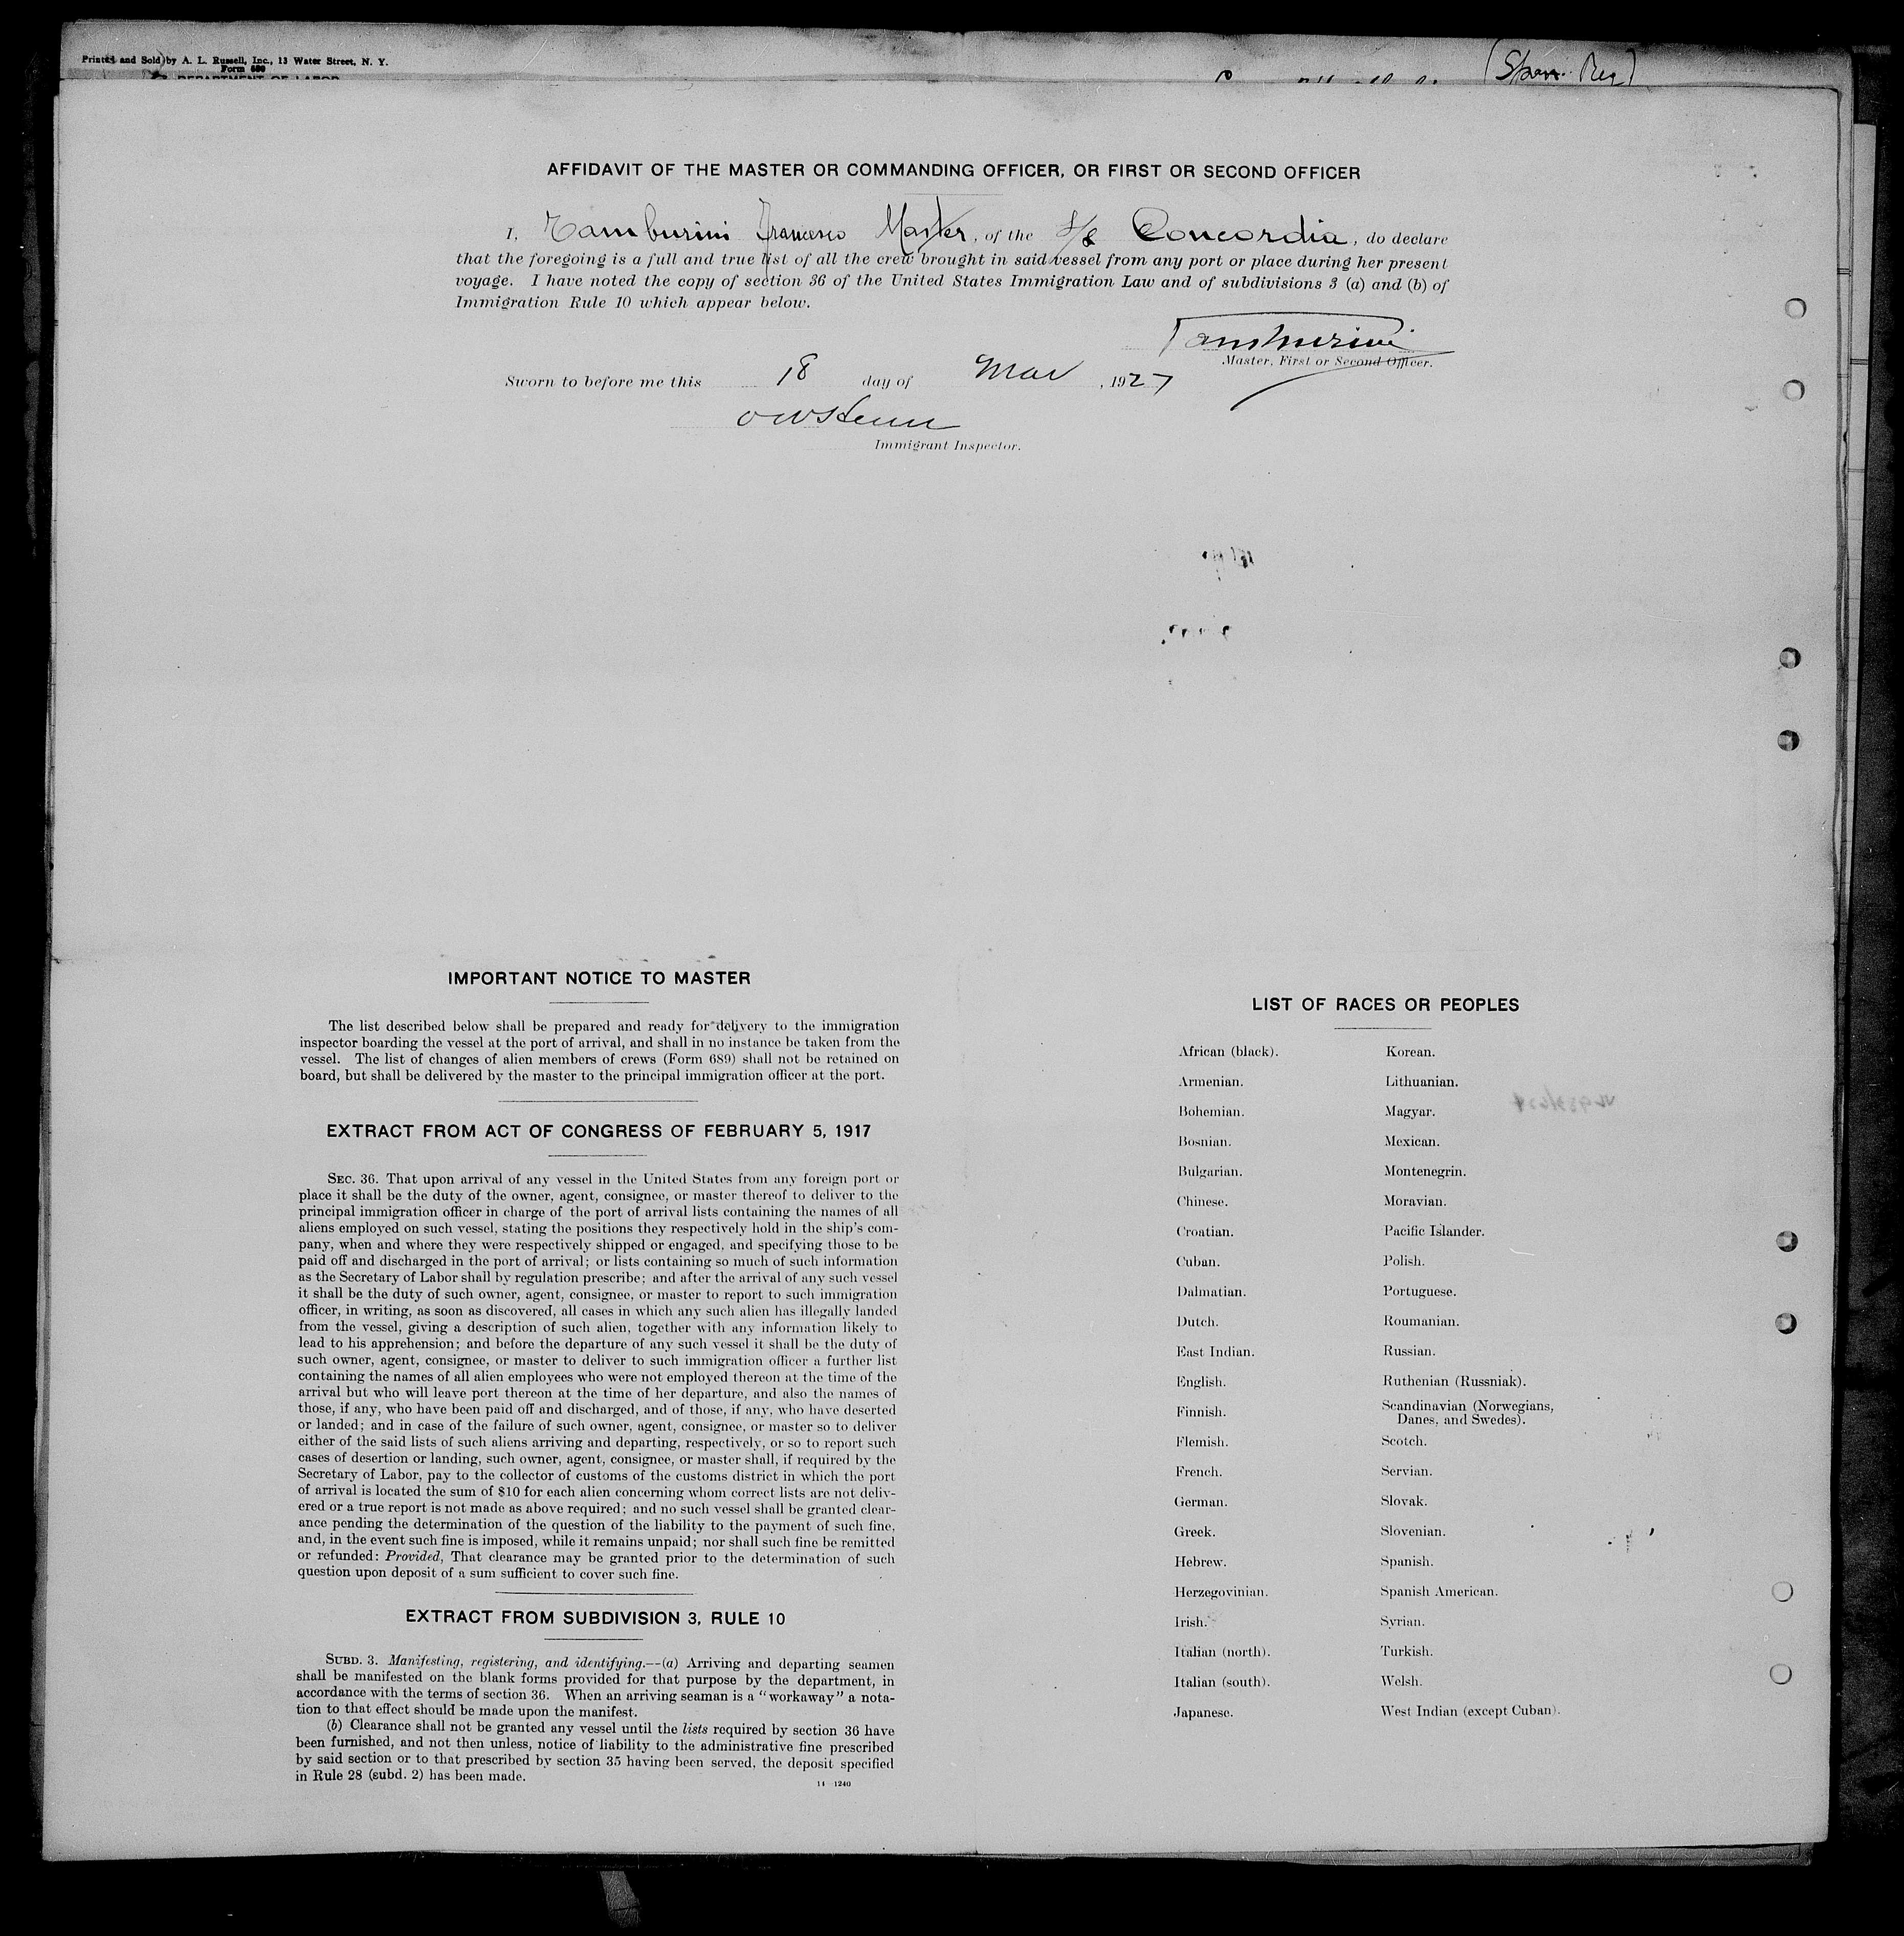 Printed and Sold by A. L. Russell, Inc., 13 Water Street, N. Y.
Form 689
DEPARTMENT OF LABOR
AFFIDAVIT OF THE MASTER OR COMMANDING OFFICER, OR FIRST OR SECOND OFFICER
I, Tamburini Francesco Master, of the S/S Concordia, do declare
that the foregoing is a full and true list of all the crew brought in said vessel from any port or place during her present
voyage. I have noted the copy of section 36 of the United States Immigration Law and of subdivisions 3 (a) and (b) of
Immigration Rule 10 which appear below.
Tamburini
Master, First or Second Officer.
Sworn to before me this 18 day of Mar, 1927
Immigrant Inspector.
IMPORTANT NOTICE TO MASTER
The list described below shall be prepared and ready for delivery to the immigration
inspector boarding the vessel at the port of arrival, and shall in no instance be taken from the
vessel. The list of changes of alien members of crews (Form 689) shall not be retained on
board, but shall be delivered by the master to the principal immigration officer at the port.
EXTRACT FROM ACT OF CONGRESS OF FEBRUARY 5, 1917
SEC. 36. That upon arrival of any vessel in the United States from any foreign port or
place it shall be the duty of the owner, agent, consignee, or master thereof to deliver to the
principal immigration officer in charge of the port of arrival lists containing the names of all
aliens employed on such vessel, stating the positions they respectively hold in the ship's com-
pany, when and where they were respectively shipped or engaged, and specifying those to be
paid off and discharged in the port of arrival; or lists containing so much of such information
as the Secretary of Labor shall by regulation prescribe; and after the arrival of any such vessel
it shall be the duty of such owner, agent, consignee, or master to report to such immigration
officer, in writing, as soon as discovered, all cases in which any such alien has illegally landed
from the vessel, giving a description of such alien, together with any information likely to
lead to his apprehension; and before the departure of any such vessel it shall be the duty of
such owner, agent, consignee, or master to deliver to such immigration officer a further list
containing the names of all alien employees who were not employed thereon at the time of the
arrival but who will leave port thereon at the time of her departure, and also the names of
those, if any, who have been paid off and discharged, and of those, if any, who have deserted
or landed; and in case of the failure of such owner, agent, consignee, or master so to deliver
either of the said lists of such aliens arriving and departing, respectively, or so to report such
cases of desertion or landing, such owner, agent, consignee, or master shall, if required by the
Secretary of Labor, pay to the collector of customs of the customs district in which the port
of arrival is located the sum of $10 for each alien concerning whom correct lists are not deliv-
ered or a true report is not made as above required; and no such vessel shall be granted clear-
ance pending the determination of the question of the liability to the payment of such fine,
and, in the event such fine is imposed, while it remains unpaid; nor shall such fine be remitted
or refunded: Provided, That clearance may be granted prior to the determination of such
question upon deposit of a sum sufficient to cover such fine.
EXTRACT FROM SUBDIVISION 3, RULE 10
SUBD. 3. Manifesting, registering, and identifying.—(a) Arriving and departing seamen
shall be manifested on the blank forms provided for that purpose by the department, in
accordance with the terms of section 36. When an arriving seaman is a "workaway" a nota-
tion to that effect should be made upon the manifest.
(b) Clearance shall not be granted any vessel until the lists required by section 36 have
been furnished, and not then unless, notice of liability to the administrative fine prescribed
by said section or to that prescribed by section 35 having been served, the deposit specified
in Rule 28 (subd. 2) has been made.
14 1240
LIST OF RACES OR PEOPLES
African (black).
Armenian.
Bohemian.
Bosnian.
Bulgarian.
Chinese.
Croatian.
Cuban.
Dalmatian.
Dutch.
East Indian.
English.
Finnish.
Flemish.
French.
German.
Greek.
Hebrew.
Herzegovinian.
Irish.
Italian (north).
Italian (south).
Japanese.
Korean.
Lithuanian.
Magyar.
Mexican.
Montenegrin.
Moravian.
Pacific Islander.
Polish.
Portuguese.
Roumanian.
Russian.
Ruthenian (Russniak).
Scandinavian (Norwegians,
Danes, and Swedes).
Scotch.
Servian.
Slovak.
Slovenian.
Spanish.
Spanish American.
Syrian.
Turkish.
Welsh.
West Indian (except Cuban).